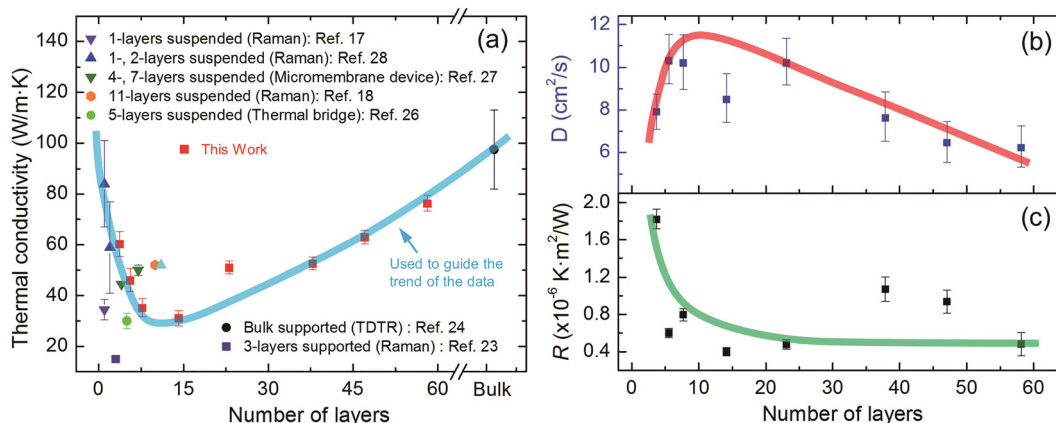 (a)
140
120
100
80
60
40
20
Thermal conductivity (W/m·K)
1-layers suspended (Raman): Ref. 17
1-, 2-layers suspended (Raman): Ref. 28
4-, 7-layers suspended (Micromembrane device): Ref. 27
11-layers suspended (Raman): Ref. 18
5-layers suspended (Thermal bridge): Ref. 26
This Work
Used to guide the
trend of the data
Bulk supported (TDTR) : Ref. 24
3-layers supported (Raman) : Ref. 23
0 15 30 45 60 Bulk
Number of layers
(b)
12
10
8
6
D (cm²/s)
(c)
2.0
1.6
1.2
0.8
0.4
R (x10⁻⁶ K·m²/W)
0 10 20 30 40 50 60
Number of layers